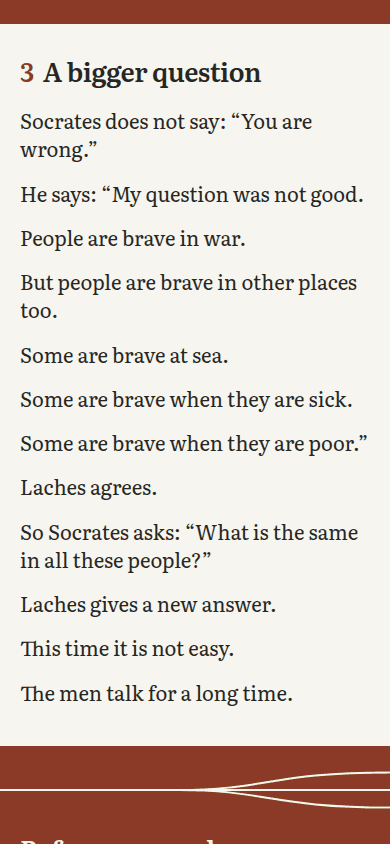 3 A bigger question
Socrates does not say: “You are
wrong.”
He says: “My question was not good.
People are brave in war.
But people are brave in other places
too.
Some are brave at sea.
Some are brave when they are sick.
Some are brave when they are poor.”
Laches agrees.
So Socrates asks: “What is the same
in all these people?”
Laches gives a new answer.
This time it is not easy.
The men talk for a long time.